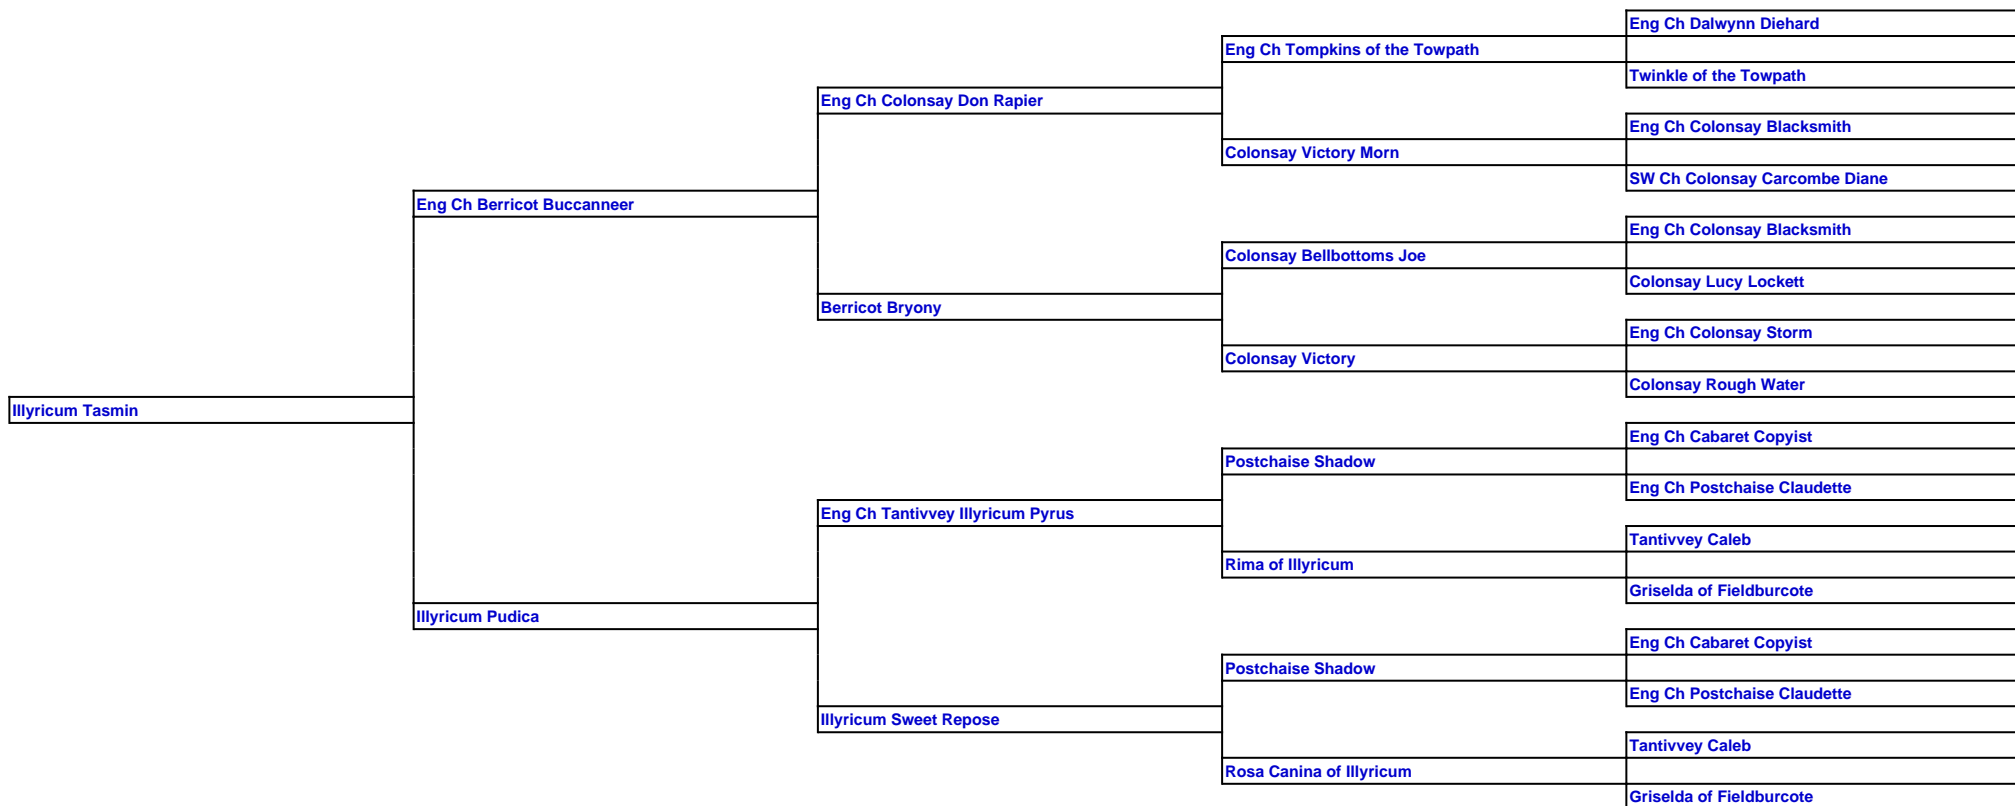 Eng Ch Dalwynn Diehard
Eng Ch Tompkins of the Towpath
Twinkle of the Towpath
Eng Ch Colonsay Don Rapier
Eng Ch Colonsay Blacksmith
Colonsay Victory Morn
SW Ch Colonsay Carcombe Diane
Eng Ch Berricot Buccanneer
Eng Ch Colonsay Blacksmith
Colonsay Bellbottoms Joe
Colonsay Lucy Lockett
Berricot Bryony
Eng Ch Colonsay Storm
Colonsay Victory
Colonsay Rough Water
Illyricum Tasmin
Eng Ch Cabaret Copyist
Postchaise Shadow
Eng Ch Postchaise Claudette
Eng Ch Tantivvey Illyricum Pyrus
Tantivvey Caleb
Rima of Illyricum
Griselda of Fieldburcote
Illyricum Pudica
Eng Ch Cabaret Copyist
Postchaise Shadow
Eng Ch Postchaise Claudette
Illyricum Sweet Repose
Tantivvey Caleb
Rosa Canina of Illyricum
Griselda of Fieldburcote